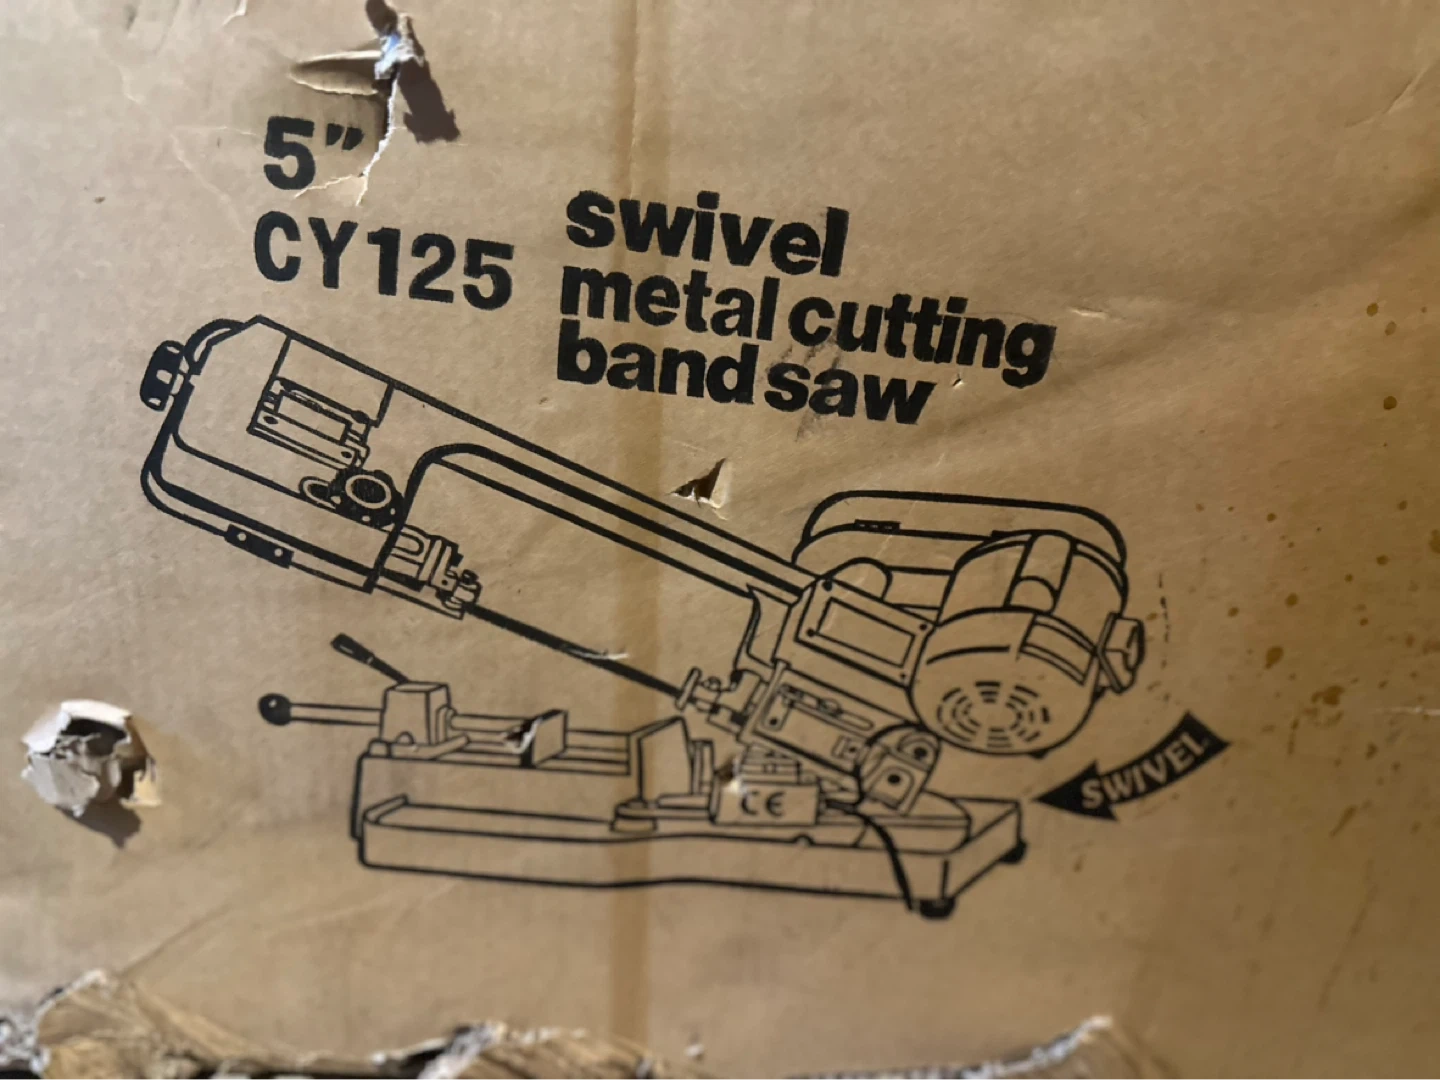 5”
CY125
swivel
metal cutting
band saw
CE
SWIVEL